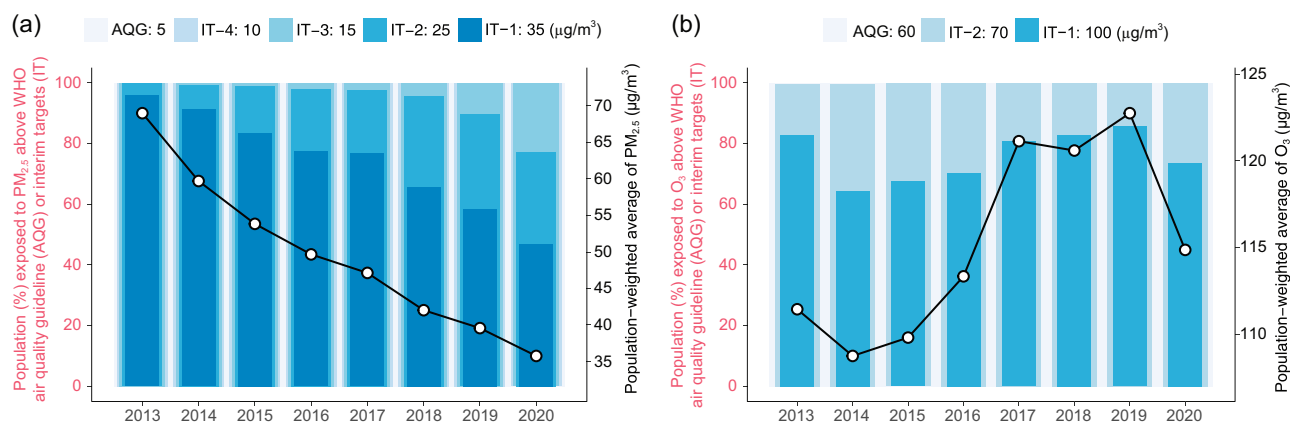 (a)
AQG: 5 IT−4: 10 IT−3: 15 IT−2: 25 IT−1: 35 (μg/m³)
Population (%) exposed to PM₂.₅ above WHO
air quality guideline (AQG) or interim targets (IT)
100
80
60
40
20
0
70
65
60
55
50
45
40
35
Population−weighted average of PM₂.₅ (μg/m³)
2013 2014 2015 2016 2017 2018 2019 2020
(b)
AQG: 60 IT−2: 70 IT−1: 100 (μg/m³)
Population (%) exposed to O₃ above WHO
air quality guideline (AQG) or interim targets (IT)
100
80
60
40
20
0
125
120
115
110
Population−weighted average of O₃ (μg/m³)
2013 2014 2015 2016 2017 2018 2019 2020